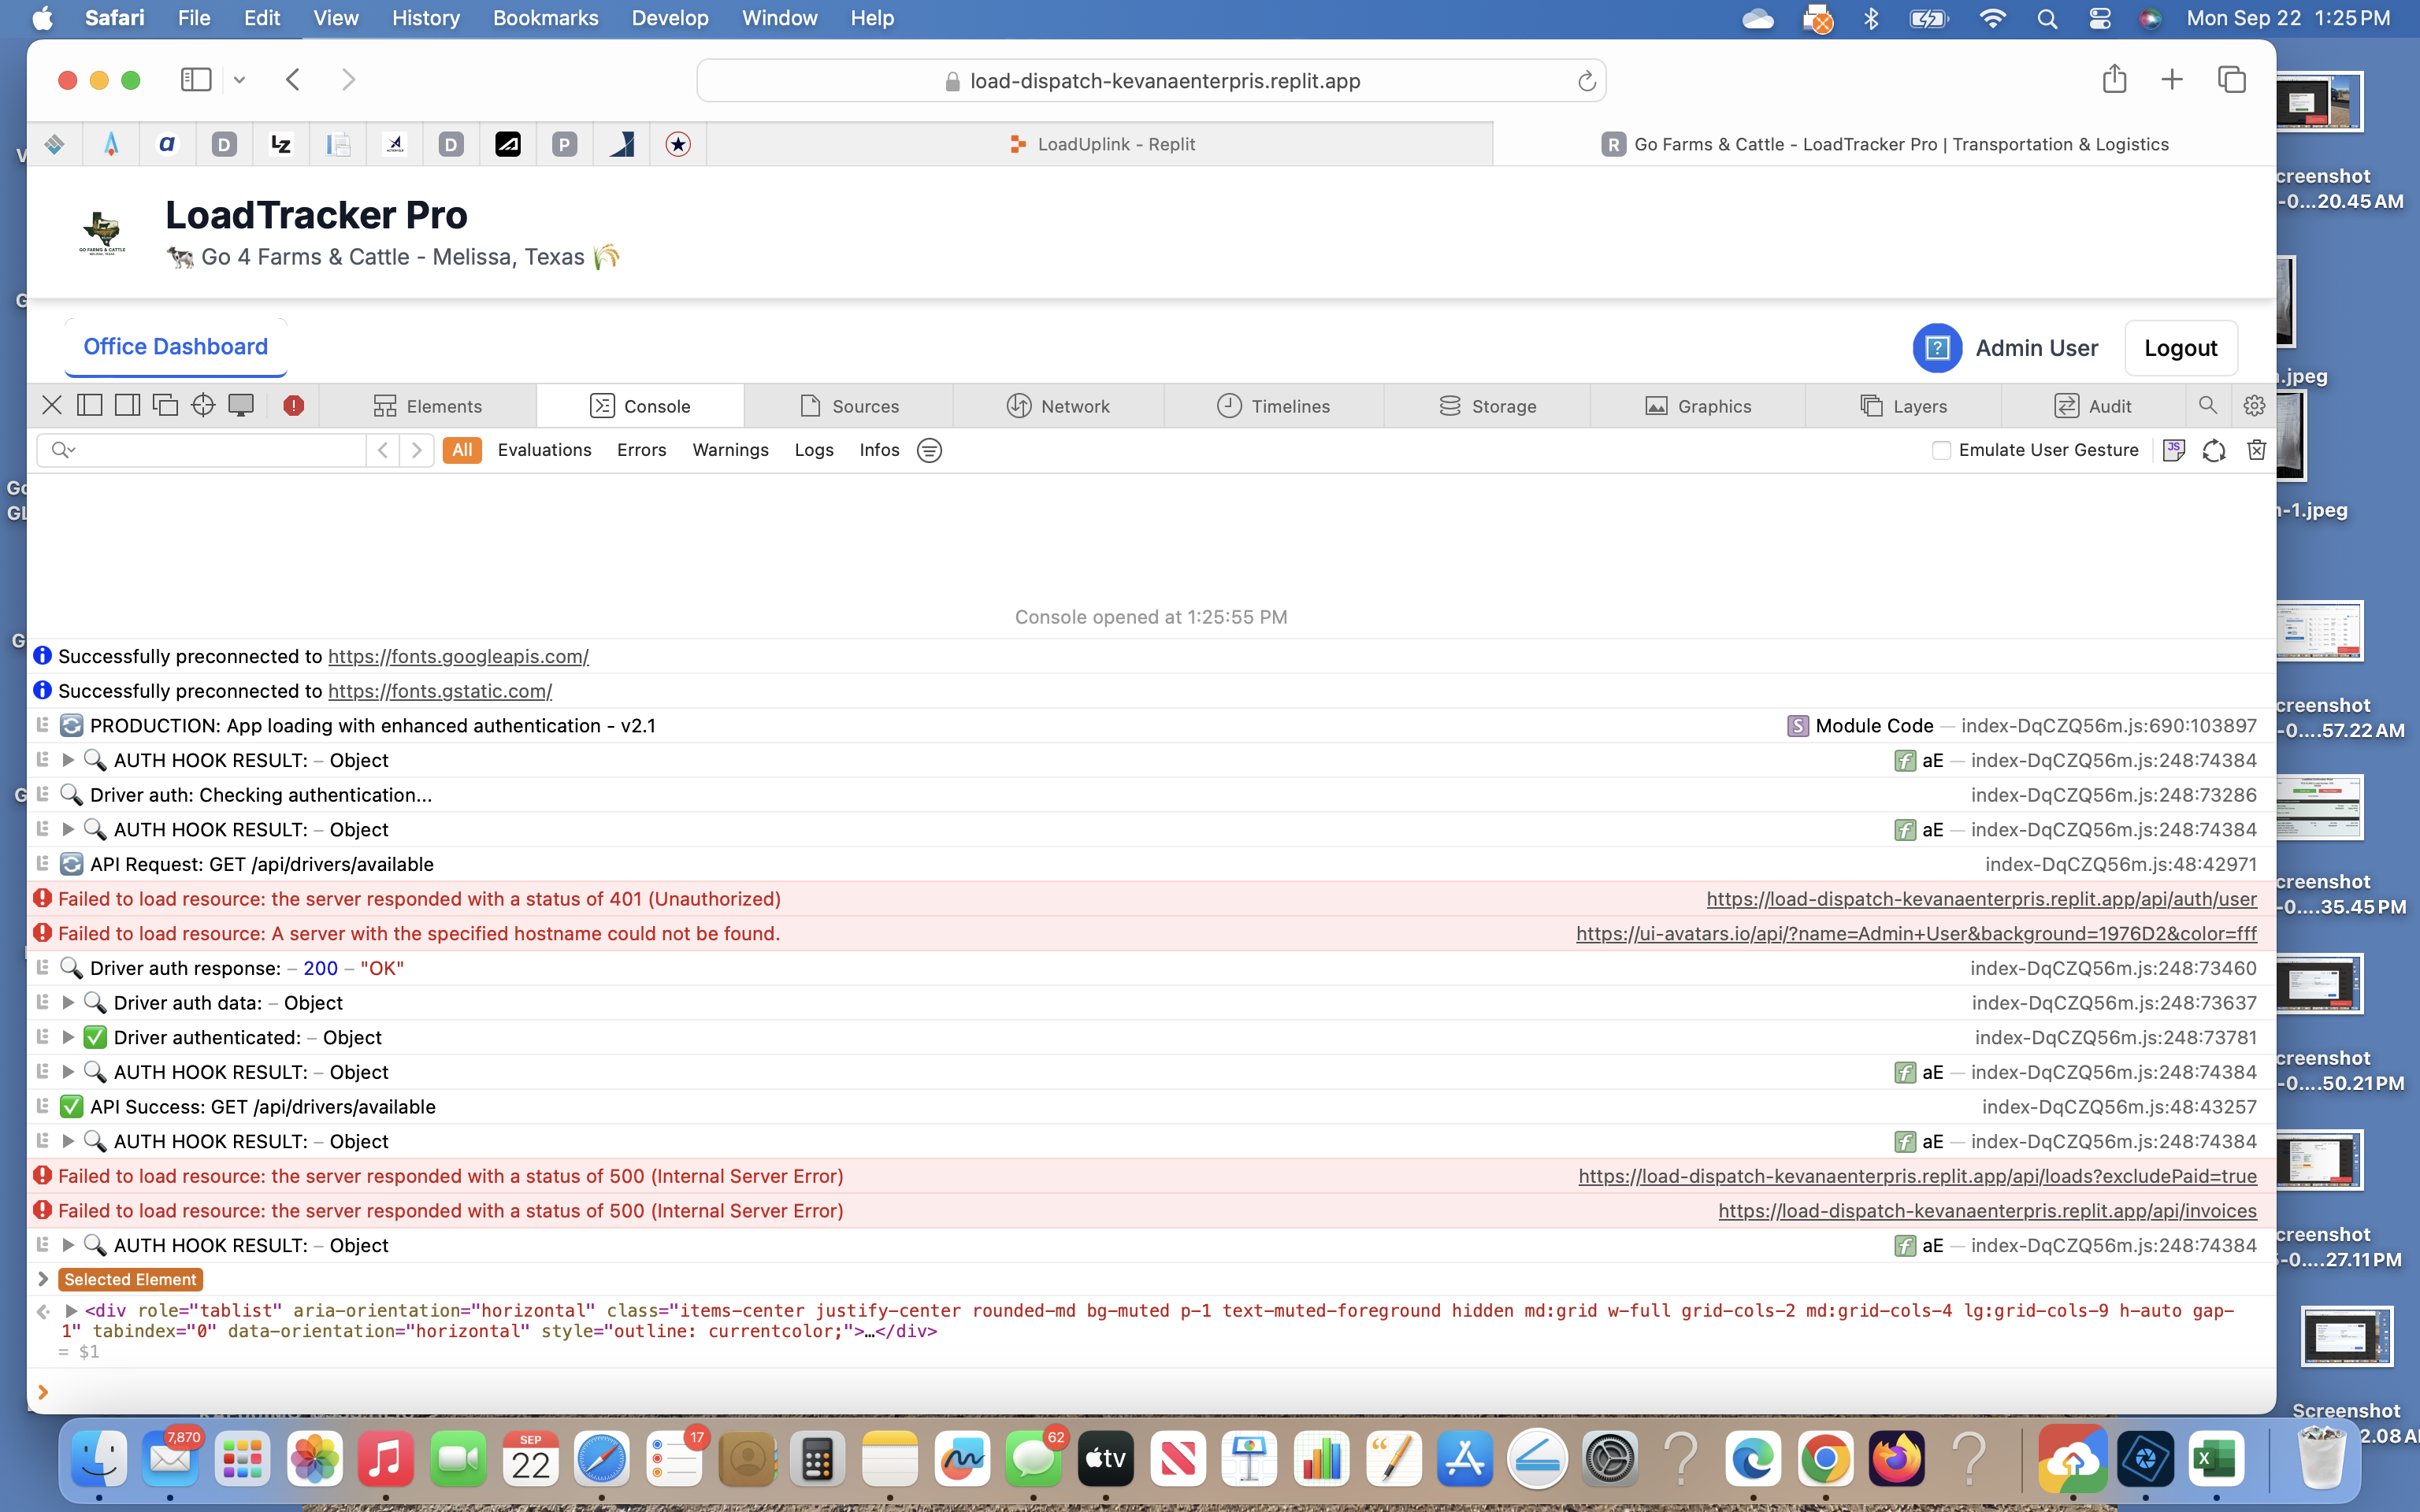 Safari File Edit View History Bookmarks Develop Window Help
Mon Sep 22 1:25 PM
load-dispatch-kevanaenterpris.replit.app
LoadUplink - Replit
Go Farms & Cattle - LoadTracker Pro | Transportation & Logistics
LoadTracker Pro
🐄 Go 4 Farms & Cattle - Melissa, Texas 🌾
Office Dashboard
Admin User
Logout
Elements
Console
Sources
Network
Timelines
Storage
Graphics
Layers
Audit
All Evaluations Errors Warnings Logs Infos
Emulate User Gesture
Console opened at 1:25:55 PM
Successfully preconnected to https://fonts.googleapis.com/
Successfully preconnected to https://fonts.gstatic.com/
🔄 PRODUCTION: App loading with enhanced authentication - v2.1
S Module Code — index-DqCZQ56m.js:690:103897
🔍 AUTH HOOK RESULT: – Object
f aE — index-DqCZQ56m.js:248:74384
🔍 Driver auth: Checking authentication...
index-DqCZQ56m.js:248:73286
🔍 AUTH HOOK RESULT: – Object
f aE — index-DqCZQ56m.js:248:74384
🔄 API Request: GET /api/drivers/available
index-DqCZQ56m.js:48:42971
Failed to load resource: the server responded with a status of 401 (Unauthorized)
https://load-dispatch-kevanaenterpris.replit.app/api/auth/user
Failed to load resource: A server with the specified hostname could not be found.
https://ui-avatars.io/api/?name=Admin+User&background=1976D2&color=fff
🔍 Driver auth response: – 200 – "OK"
index-DqCZQ56m.js:248:73460
🔍 Driver auth data: – Object
index-DqCZQ56m.js:248:73637
✅ Driver authenticated: – Object
index-DqCZQ56m.js:248:73781
🔍 AUTH HOOK RESULT: – Object
f aE — index-DqCZQ56m.js:248:74384
✅ API Success: GET /api/drivers/available
index-DqCZQ56m.js:48:43257
🔍 AUTH HOOK RESULT: – Object
f aE — index-DqCZQ56m.js:248:74384
Failed to load resource: the server responded with a status of 500 (Internal Server Error)
https://load-dispatch-kevanaenterpris.replit.app/api/loads?excludePaid=true
Failed to load resource: the server responded with a status of 500 (Internal Server Error)
https://load-dispatch-kevanaenterpris.replit.app/api/invoices
🔍 AUTH HOOK RESULT: – Object
f aE — index-DqCZQ56m.js:248:74384
Selected Element
<div role="tablist" aria-orientation="horizontal" class="items-center justify-center rounded-md bg-muted p-1 text-muted-foreground hidden md:grid w-full grid-cols-2 md:grid-cols-4 lg:grid-cols-9 h-auto gap-
1" tabindex="0" data-orientation="horizontal" style="outline: currentcolor;">…</div>
= $1
creenshot
-0...20.45 AM
.jpeg
-1.jpeg
creenshot
-0....57.22 AM
creenshot
-0....35.45 PM
creenshot
-0....50.21 PM
creenshot
-0....27.11 PM
Screenshot
2.08 A
7,870
SEP
22
17
62
tv